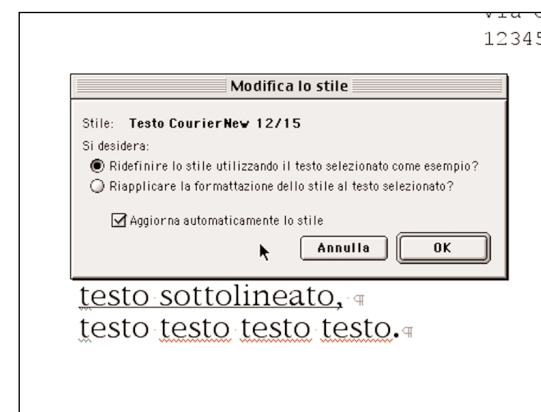 12345
Modifica lo stile
Stile: Testo CourierNew 12/15
Si desidera:
Ridefinire lo stile utilizzando il testo selezionato come esempio?
Riapplicare la formattazione dello stile al testo selezionato?
Aggiorna automaticamente lo stile
Annulla OK
testo sottolineato, ¶
testo testo testo testo. ¶